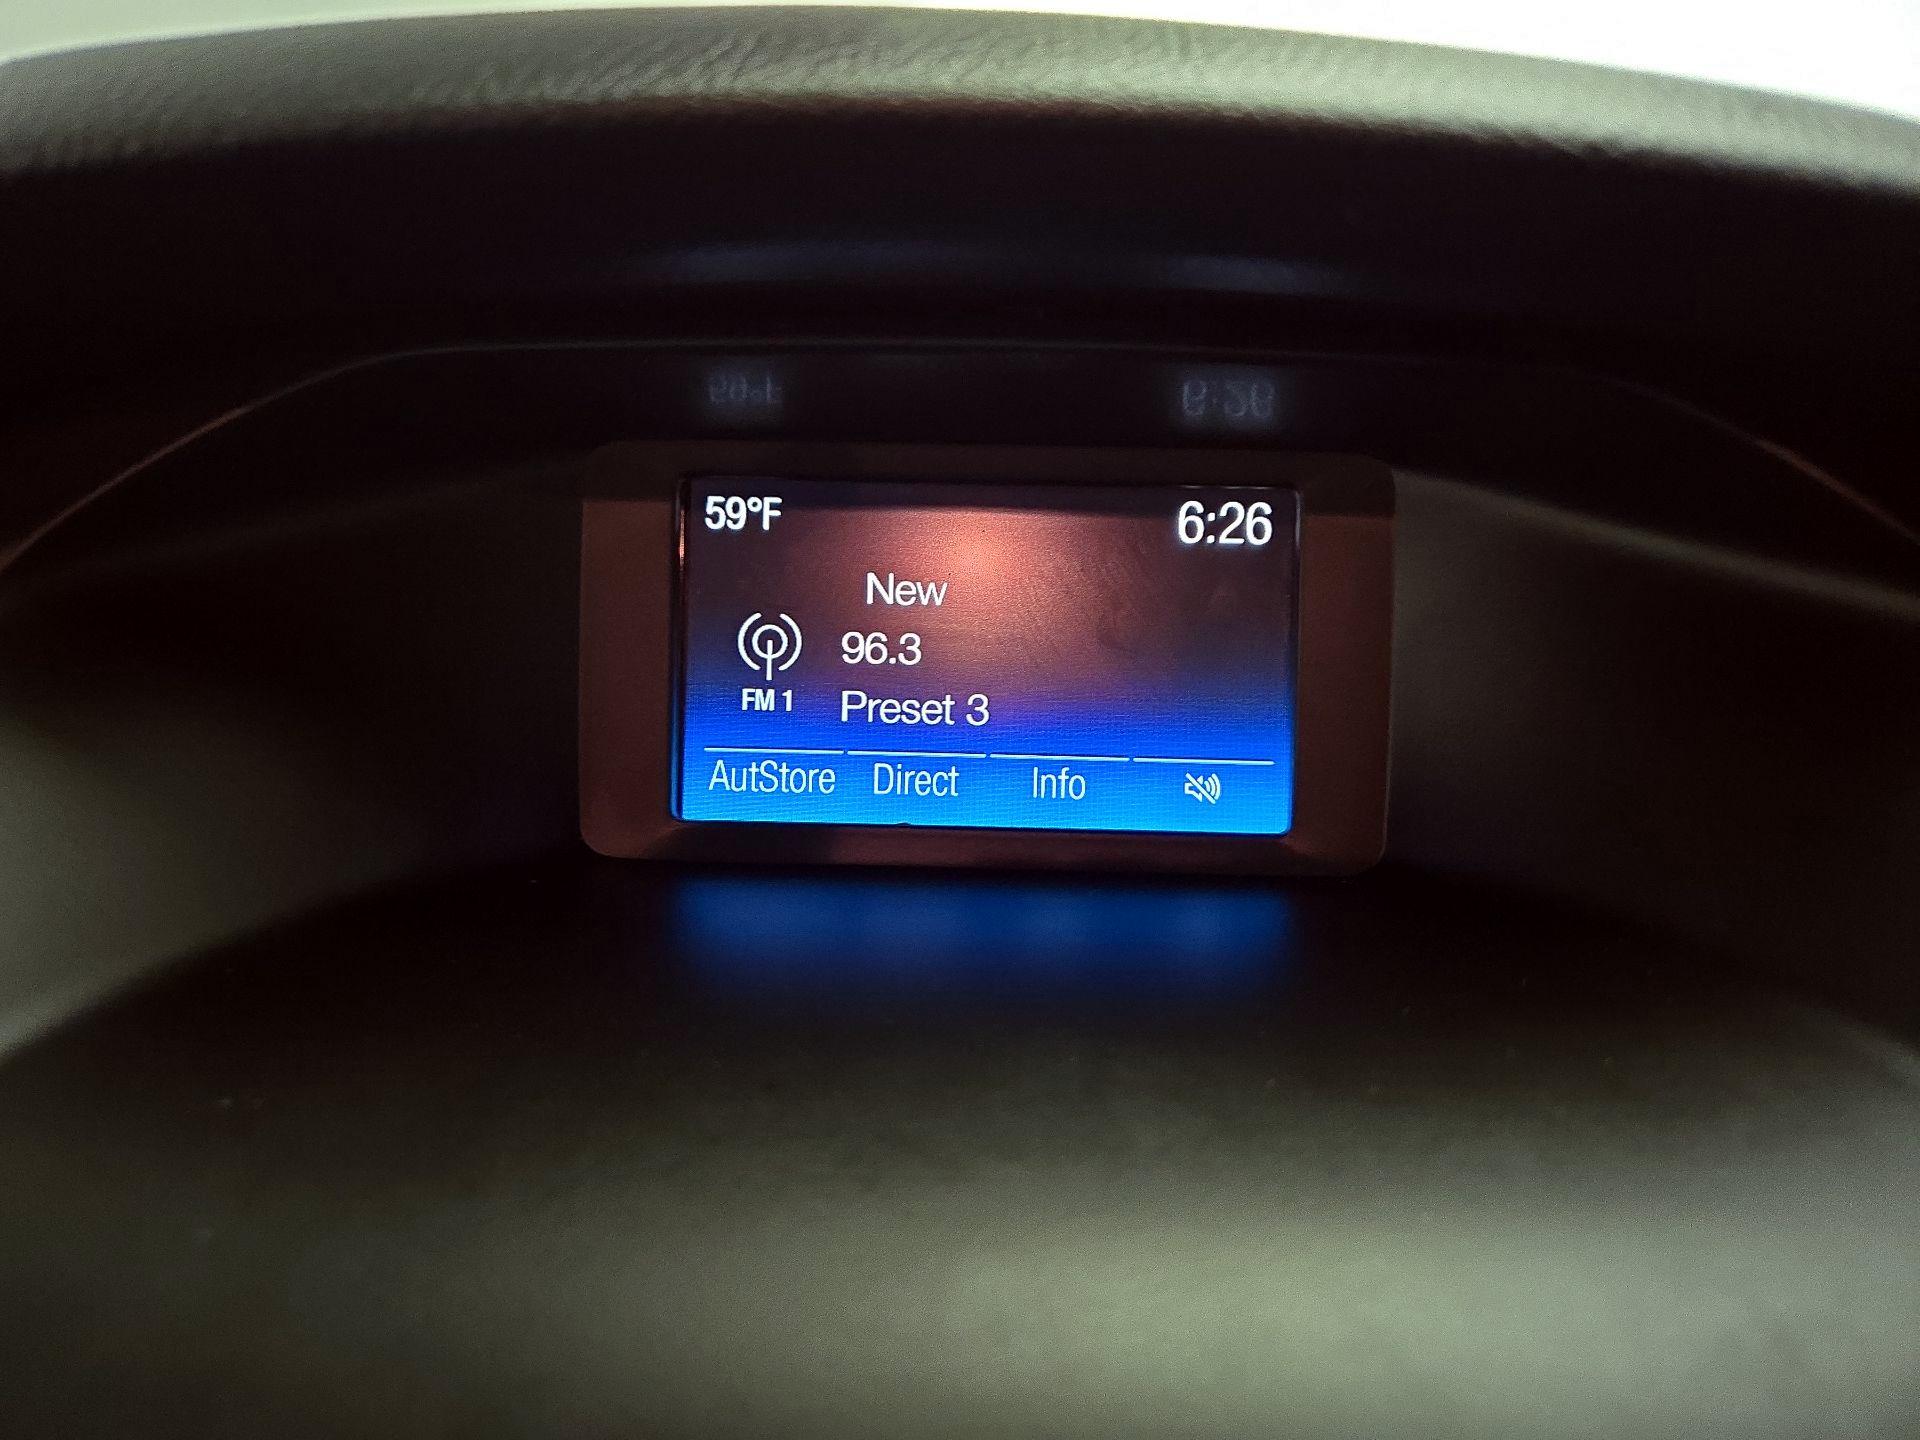 59°F 6:26
New
96.3
FM 1 Preset 3
AutStore Direct Info